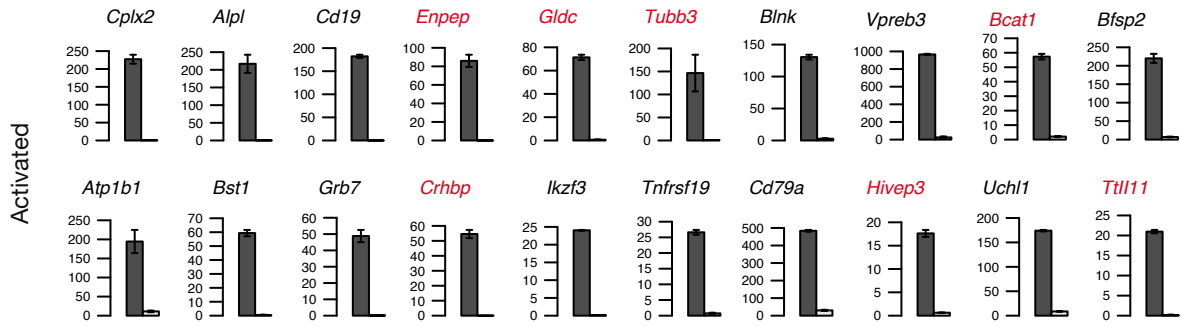 Cplx2 Alpl Cd19 Enpep Gldc Tubb3 Blnk Vpreb3 Bcat1 Bfsp2
250 250 200 100 80 200 150 1000 70 250
200 200 150 80 60 150 100 800 60 200
150 150 100 60 40 100 50 600 50 150
100 100 50 40 20 50 0 400 40 100
50 50 0 20 0 0 200 30 50
0 0 0 0 20 0
10
0
Activated
Atp1b1 Bst1 Grb7 Crhbp Ikzf3 Tnfrsf19 Cd79a Hivep3 Uchl1 Ttll11
250 70 60 60 25 30 500 20 200 25
200 60 50 50 20 25 400 15 150 20
150 50 40 40 15 20 300 10 100 15
100 40 30 30 10 15 200 5 50 10
50 30 20 20 5 10 100 0 0 5
0 20 10 10 0 5 0 0
10 0 0 0
0